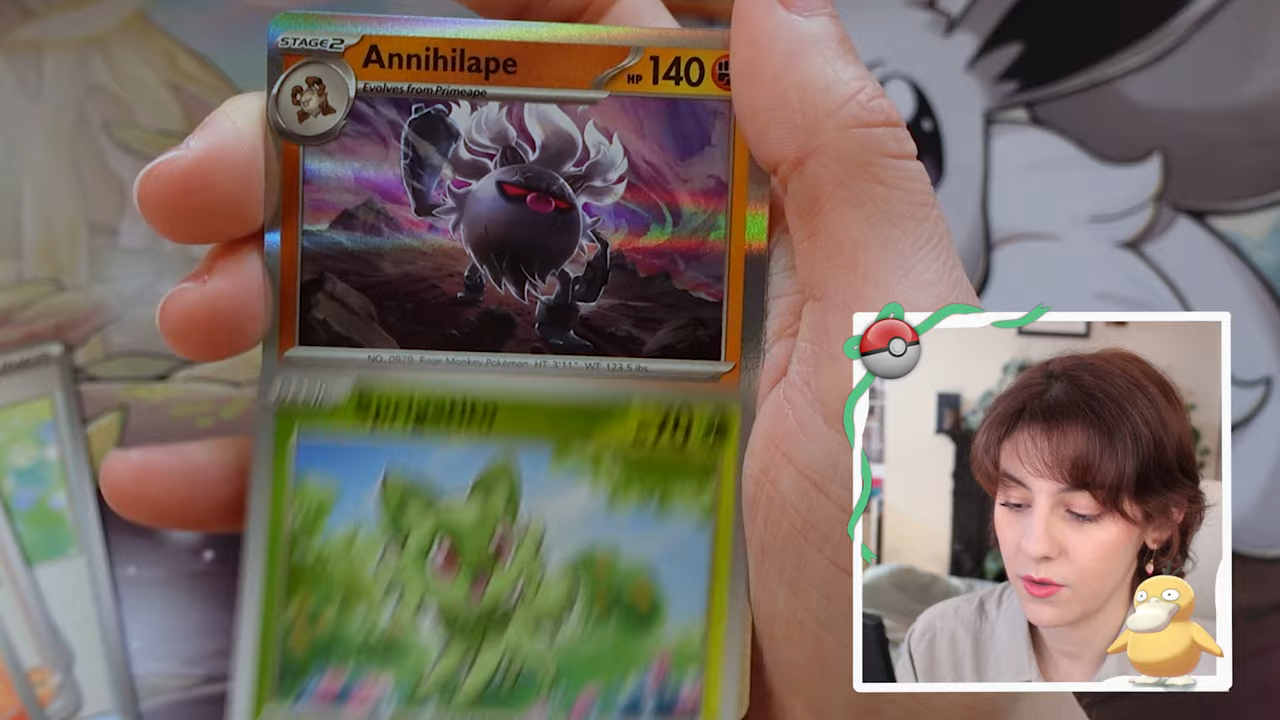 STAGE2
Annihilape
HP 140
Evolves from Primeape
NO. 0979 Rage Monkey Pokémon HT: 3'11" WT: 123.5 lbs.